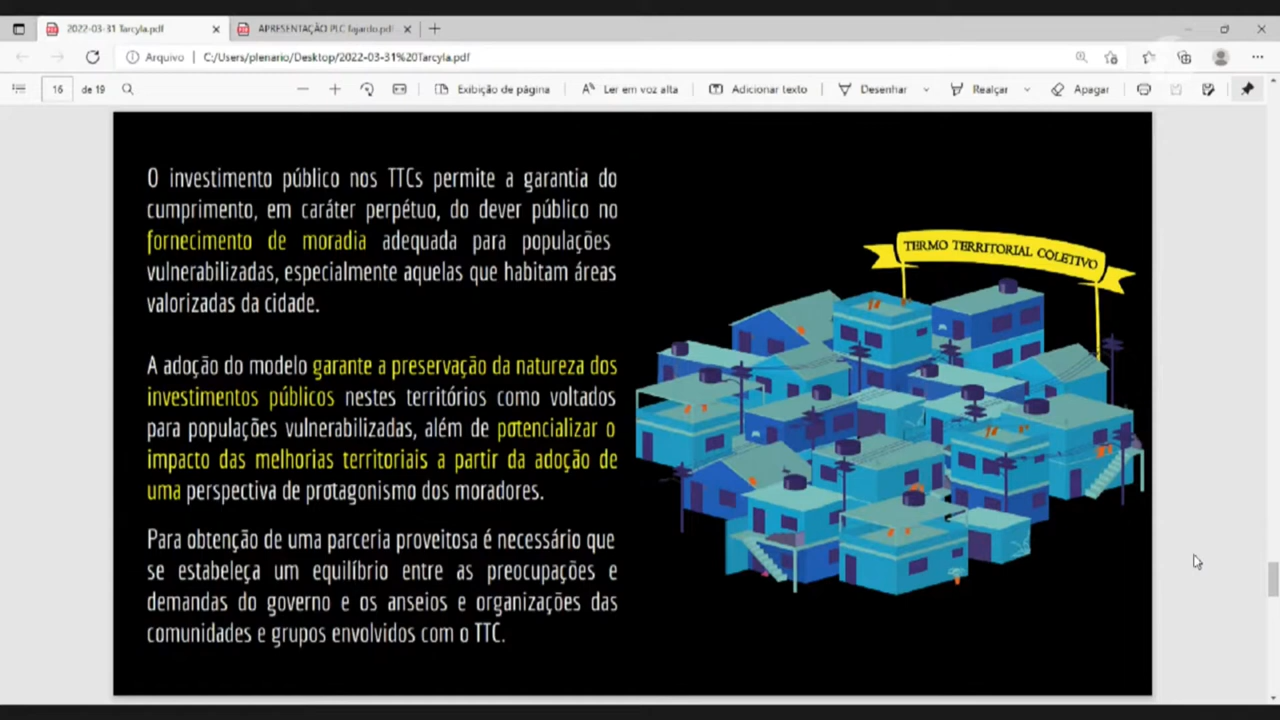 2022-03-31 Tarcyla.pdf
APRESENTAÇÃO PLC fajardo.pdf
Arquivo
C:/Users/plenario/Desktop/2022-03-31%20Tarcyla.pdf
16 de 19
Exibição de página
Ler em voz alta
Adicionar texto
Desenhar
Realçar
Apagar
O investimento público nos TTCs permite a garantia do
cumprimento, em caráter perpétuo, do dever público no
fornecimento de moradia adequada para populações
vulnerabilizadas, especialmente aquelas que habitam áreas
valorizadas da cidade.
A adoção do modelo garante a preservação da natureza dos
investimentos públicos nestes territórios como voltados
para populações vulnerabilizadas, além de potencializar o
impacto das melhorias territoriais a partir da adoção de
uma perspectiva de protagonismo dos moradores.
Para obtenção de uma parceria proveitosa é necessário que
se estabeleça um equilíbrio entre as preocupações e
demandas do governo e os anseios e organizações das
comunidades e grupos envolvidos com o TTC.
TERMO TERRITORIAL COLETIVO